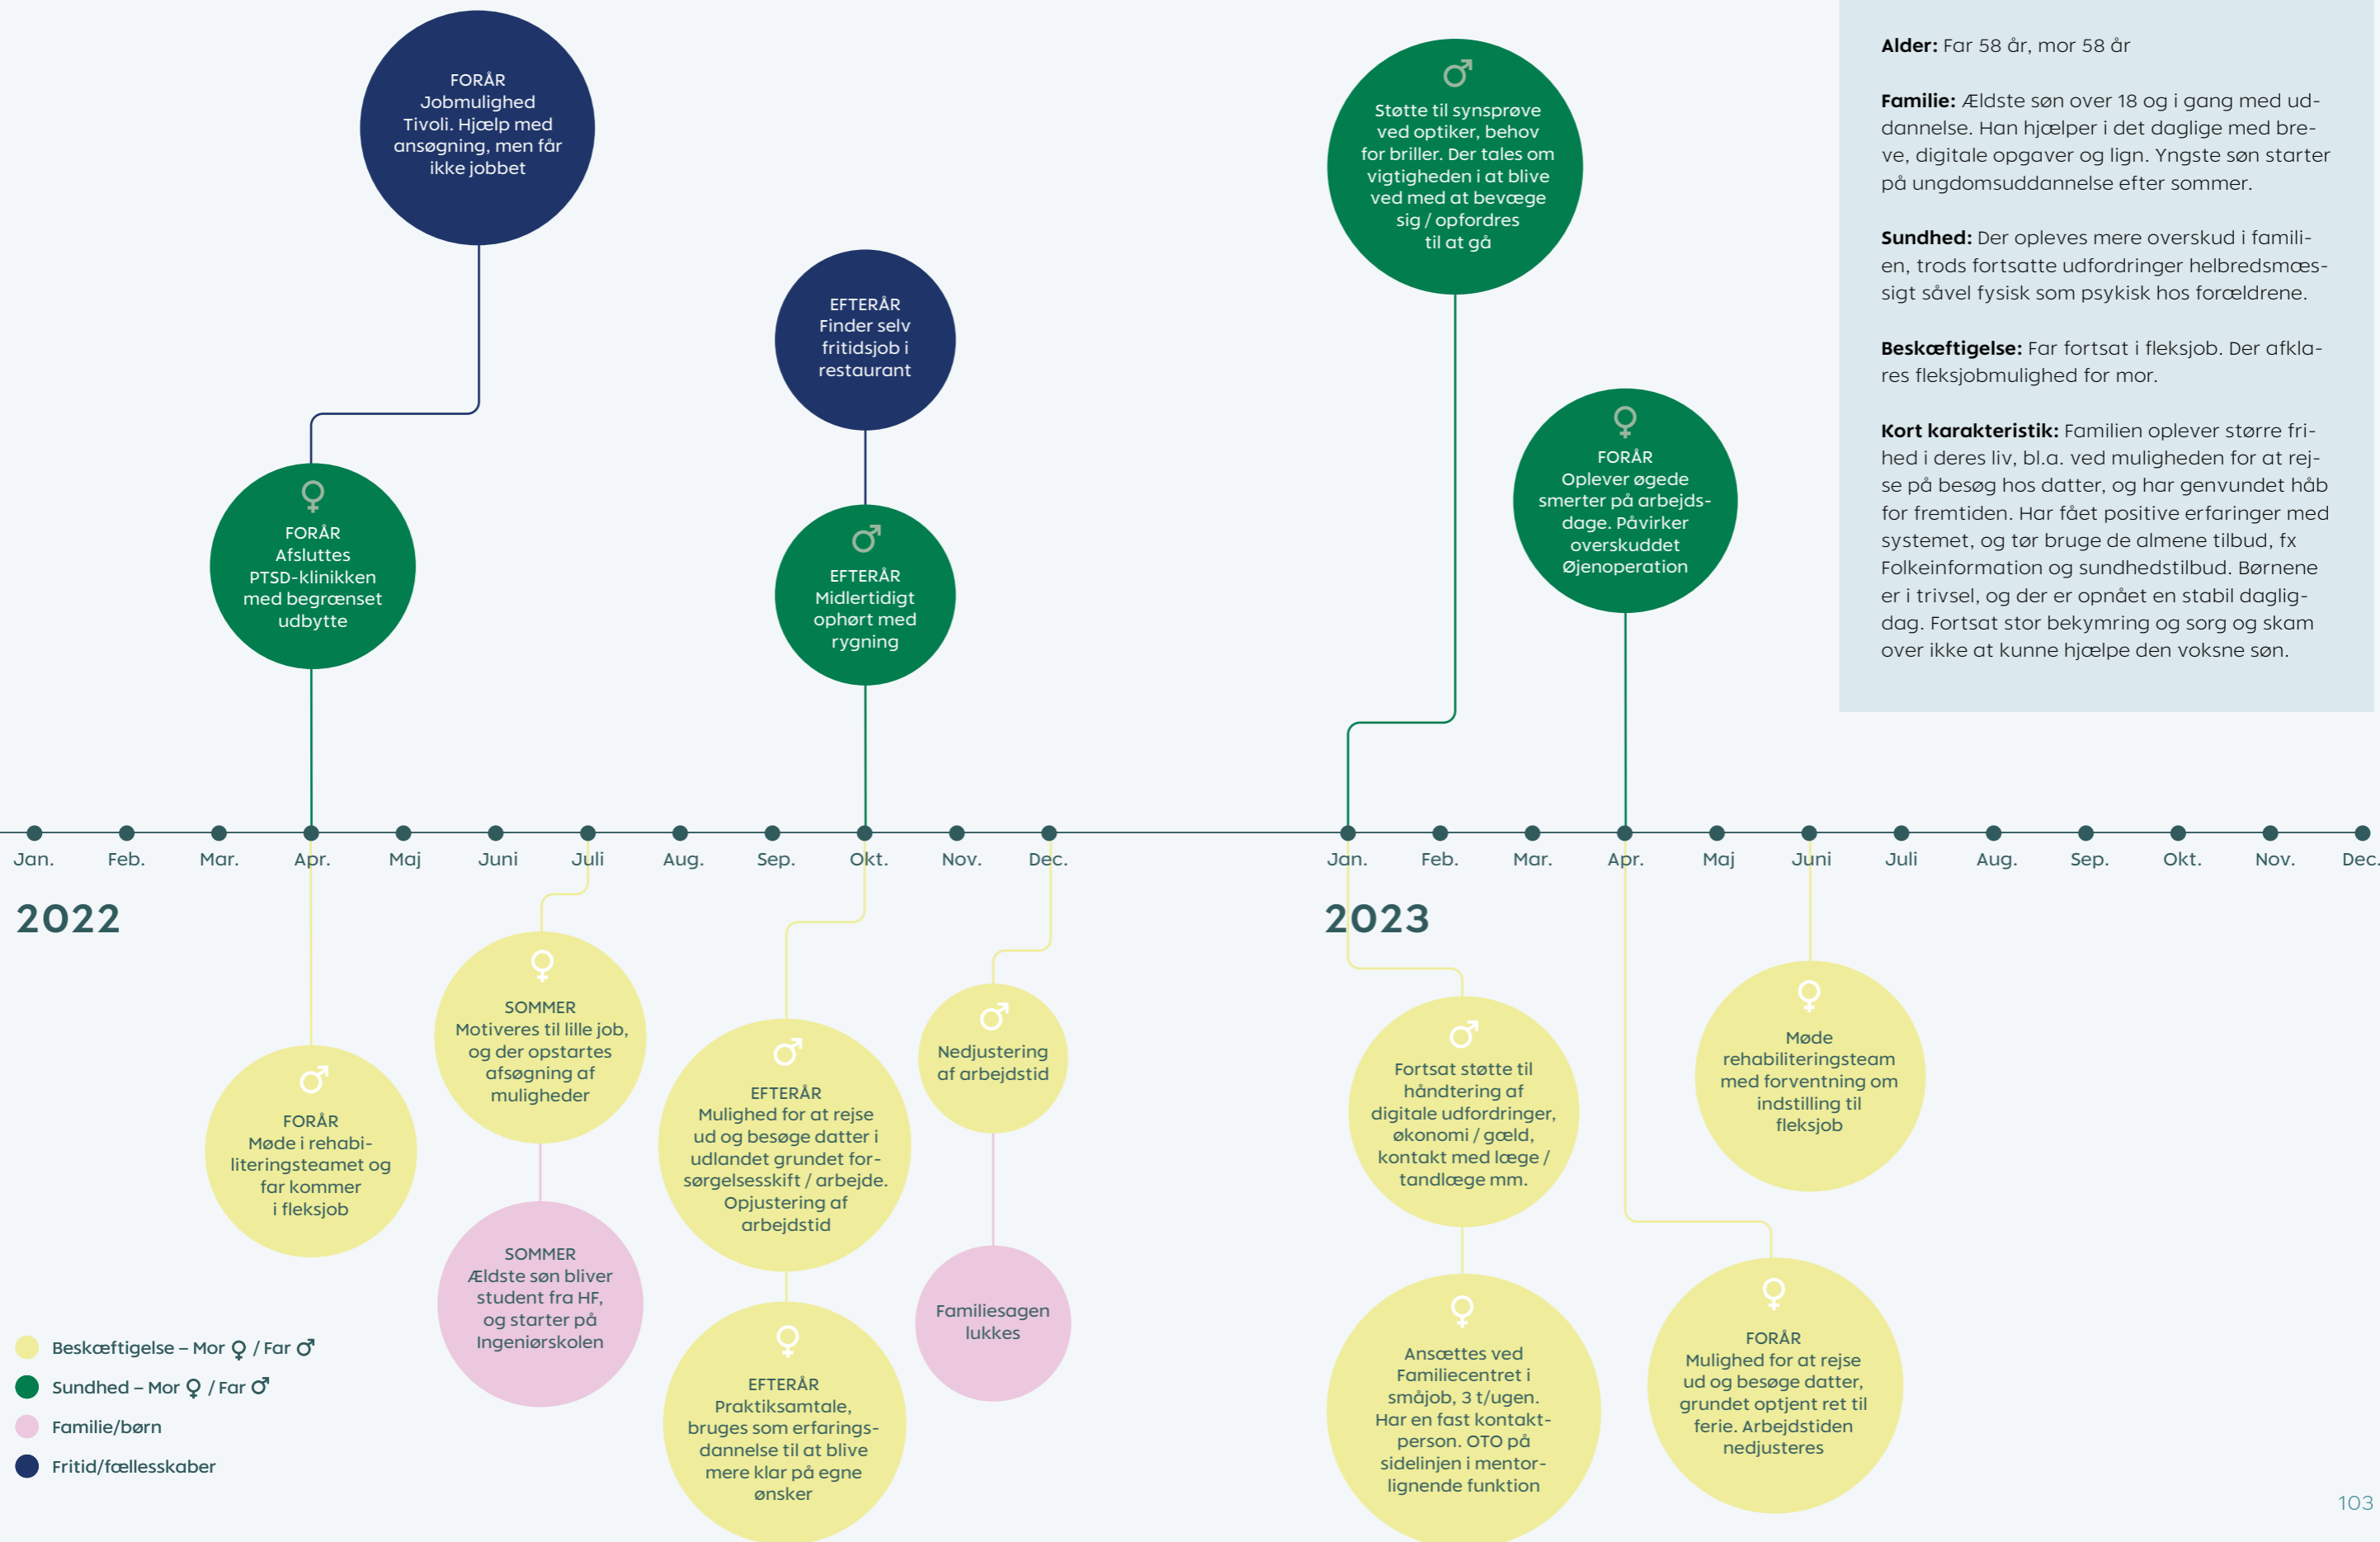 FORÅR
Jobmulighed
Tivoli. Hjælp med
ansøgning, men får
ikke jobbet
FORÅR
Afsluttes
PTSD-klinikken
med begrænset
udbytte
EFTERÅR
Finder selv
fritidsjob i
restaurant
EFTERÅR
Midlertidigt
ophørt med
rygning
Støtte til synsprøve
ved optiker, behov
for briller. Der tales om
vigtigheden i at blive
ved med at bevæge
sig / opfordres
til at gå
FORÅR
Oplever øgede
smerter på arbejds-
dage. Påvirker
overskuddet
Øjenoperation
Alder: Far 58 år, mor 58 år
Familie: Ældste søn over 18 og i gang med ud-
dannelse. Han hjælper i det daglige med bre-
ve, digitale opgaver og lign. Yngste søn starter
på ungdomsuddannelse efter sommer.
Sundhed: Der opleves mere overskud i famili-
en, trods fortsatte udfordringer helbredsmæs-
sigt såvel fysisk som psykisk hos forældrene.
Beskæftigelse: Far fortsat i fleksjob. Der afkla-
res fleksjobmulighed for mor.
Kort karakteristik: Familien oplever større fri-
hed i deres liv, bl.a. ved muligheden for at rej-
se på besøg hos datter, og har genvundet håb
for fremtiden. Har fået positive erfaringer med
systemet, og tør bruge de almene tilbud, fx
Folkeinformation og sundhedstilbud. Børnene
er i trivsel, og der er opnået en stabil daglig-
dag. Fortsat stor bekymring og sorg og skam
over ikke at kunne hjælpe den voksne søn.
Jan. Feb. Mar. Apr. Maj Juni Juli Aug. Sep. Okt. Nov. Dec. Jan. Feb. Mar. Apr. Maj Juni Juli Aug. Sep. Okt. Nov. Dec.
2022 2023
FORÅR
Møde i rehabi-
literingsteamet og
far kommer
i fleksjob
SOMMER
Motiveres til lille job,
og der opstartes
afsøgning af
muligheder
SOMMER
Ældste søn bliver
student fra HF,
og starter på
Ingeniørskolen
EFTERÅR
Mulighed for at rejse
ud og besøge datter i
udlandet grundet for-
sørgelsesskift / arbejde.
Opjustering af
arbejdstid
EFTERÅR
Praktiksamtale,
bruges som erfarings-
dannelse til at blive
mere klar på egne
ønsker
Nedjustering
af arbejdstid
Familiesagen
lukkes
Fortsat støtte til
håndtering af
digitale udfordringer,
økonomi / gæld,
kontakt med læge /
tandlæge mm.
Ansættes ved
Familiecentret i
småjob, 3 t/ugen.
Har en fast kontakt-
person. OTO på
sidelinjen i mentor-
lignende funktion
Møde
rehabiliteringsteam
med forventning om
indstilling til
fleksjob
FORÅR
Mulighed for at rejse
ud og besøge datter,
grundet optjent ret til
ferie. Arbejdstiden
nedjusteres
Beskæftigelse – Mor ♀ / Far ♂
Sundhed – Mor ♀ / Far ♂
Familie/børn
Fritid/fællesskaber
103